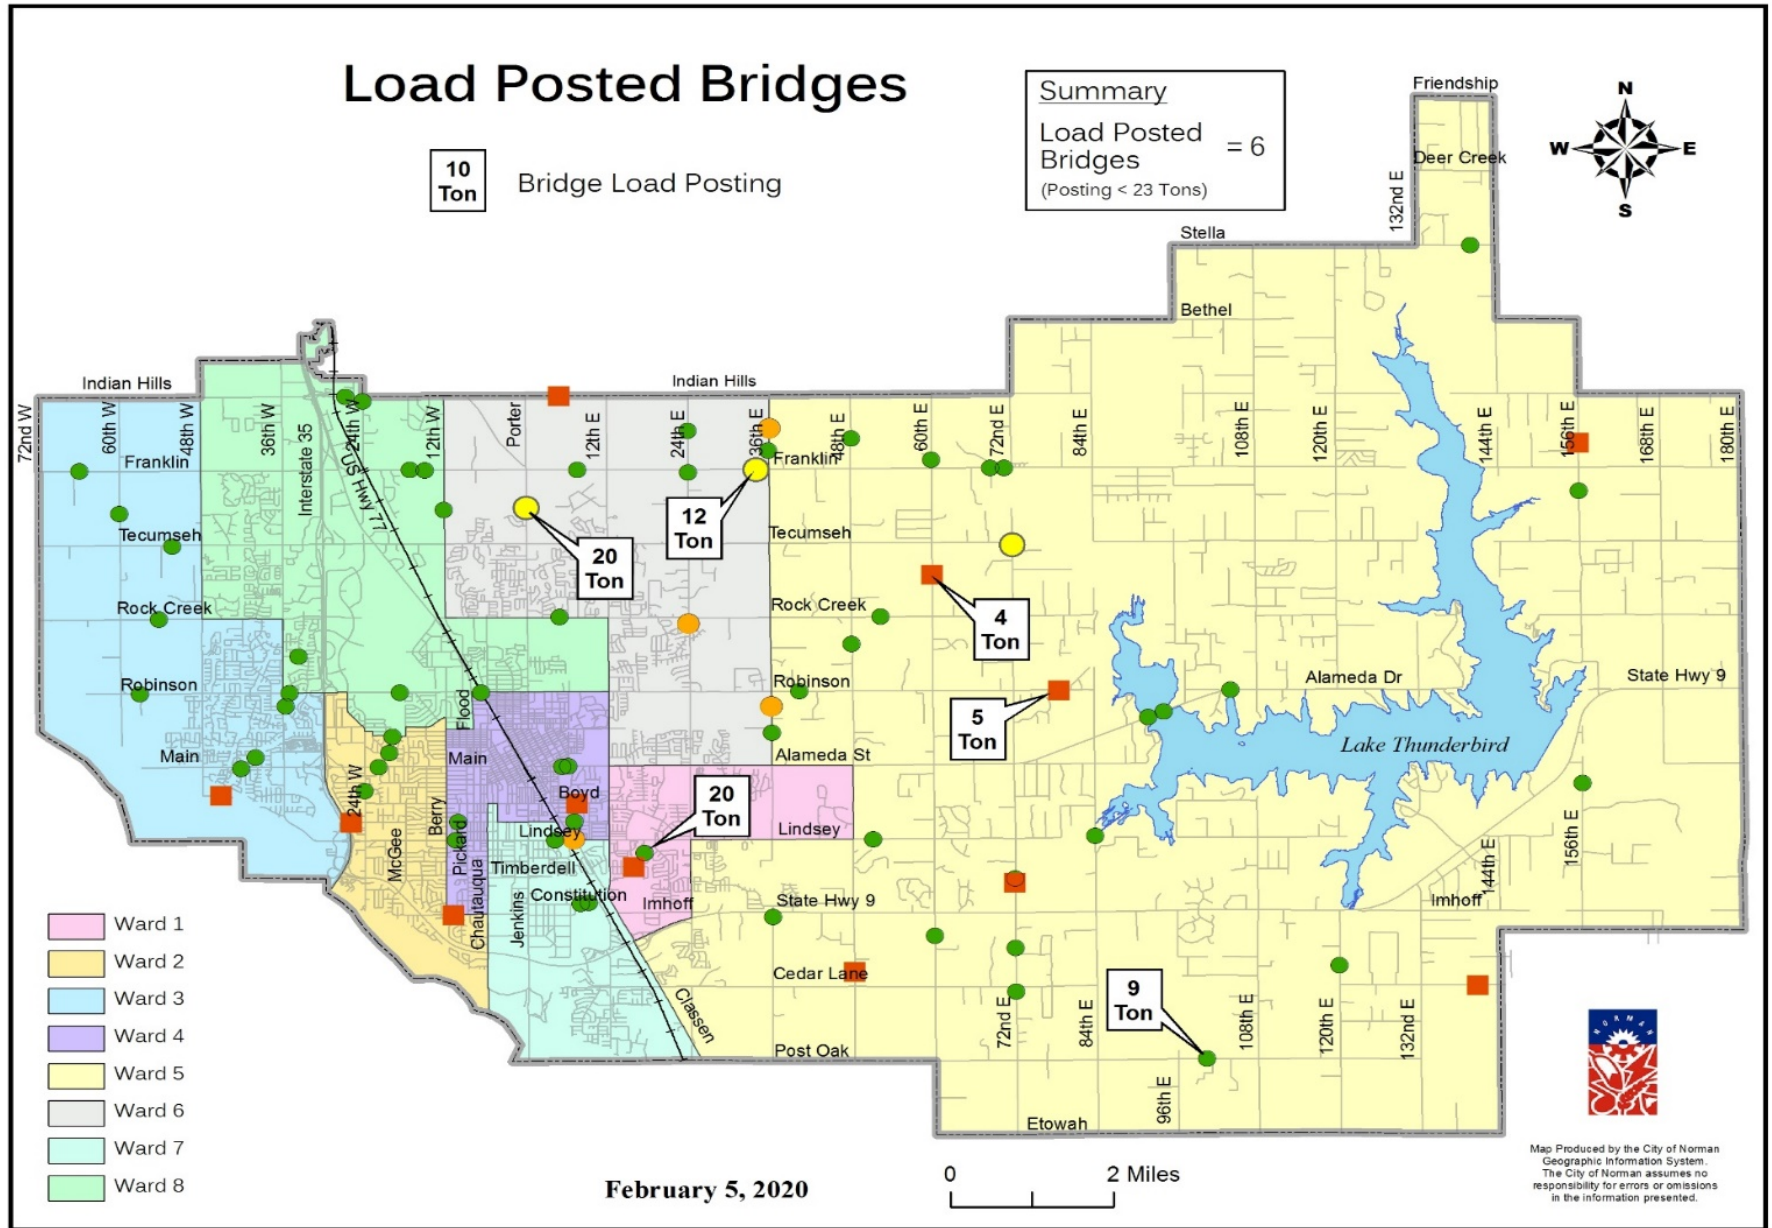 Load Posted Bridges
10
Ton
Bridge Load Posting
Summary
Load Posted
Bridges
= 6
(Posting < 23 Tons)
N
W
E
S
Friendship
Deer Creek
132nd E
Stella
Bethel
Indian Hills
Indian Hills
72nd W
60th W
48th W
36th W
Interstate 35
24th W
US Hwy 77
12th W
Porter
12th E
24th E
36th E
48th E
60th E
72nd E
84th E
108th E
120th E
144th E
156th E
168th E
180th E
Franklin
Franklin
12
Ton
20
Ton
Tecumseh
Tecumseh
4
Ton
Rock Creek
Rock Creek
Robinson
Robinson
Alameda Dr
State Hwy 9
5
Ton
Flood
Main
Main
Alameda St
Lake Thunderbird
24th W
Boyd
20
Ton
Berry
McGee
Pickard
Chautauqua
Lindsey
Lindsey
Timberdell
Constitution
Jenkins
Imhoff
State Hwy 9
144th E
156th E
Imhoff
Cedar Lane
Classen
9
Ton
72nd E
84th E
108th E
120th E
132nd E
Post Oak
96th E
Etowah
Ward 1
Ward 2
Ward 3
Ward 4
Ward 5
Ward 6
Ward 7
Ward 8
NORMAN
February 5, 2020
0
2 Miles
Map Produced by the City of Norman
Geographic Information System.
The City of Norman assumes no
responsibility for errors or omissions
in the information presented.